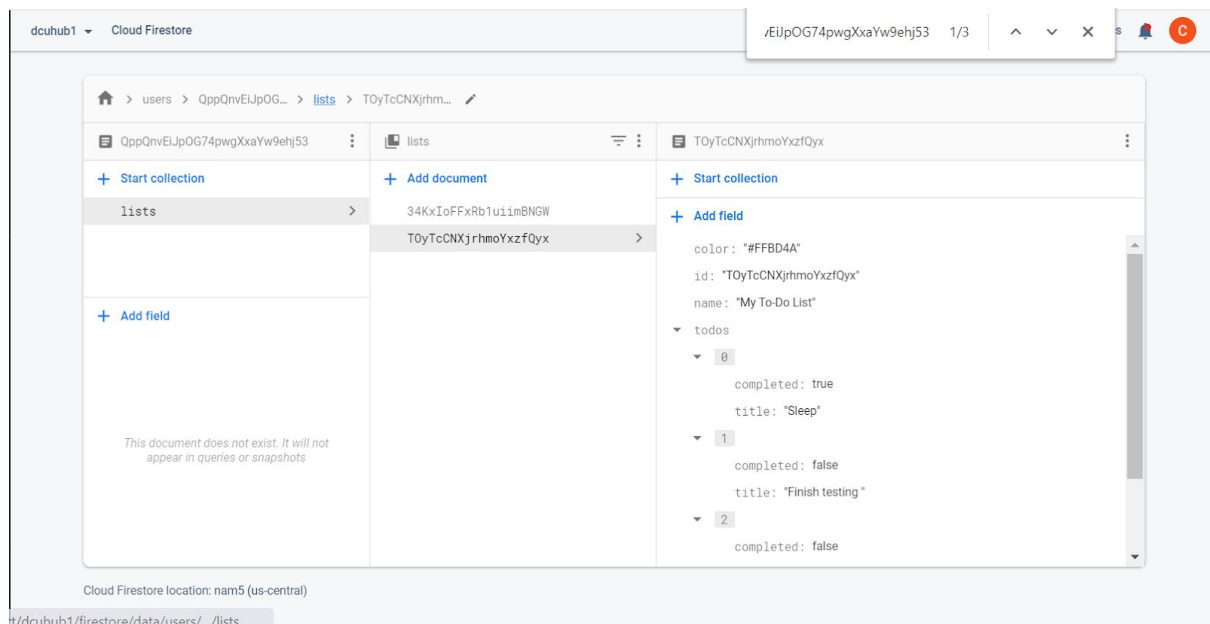 dcuhub1 Cloud Firestore
vEiJpOG74pwgXxaYw9ehj53 1/3
s
C
users > QppQnvEiJpOG... > lists > TOyTcCNXjrhm...
QppQnvEiJpOG74pwgXxaYw9ehj53
+ Start collection
lists
+ Add field
This document does not exist. It will not
appear in queries or snapshots
lists
+ Add document
34KxIoFFxRb1uiimBNGW
TOyTcCNXjrhmoYxzfQyx
TOyTcCNXjrhmoYxzfQyx
+ Start collection
+ Add field
color: "#FFBD4A"
id: "TOyTcCNXjrhmoYxzfQyx"
name: "My To-Do List"
todos
0
completed: true
title: "Sleep"
1
completed: false
title: "Finish testing "
2
completed: false
Cloud Firestore location: nam5 (us-central)
ct/dcuhub1/firestore/data/users/.../lists